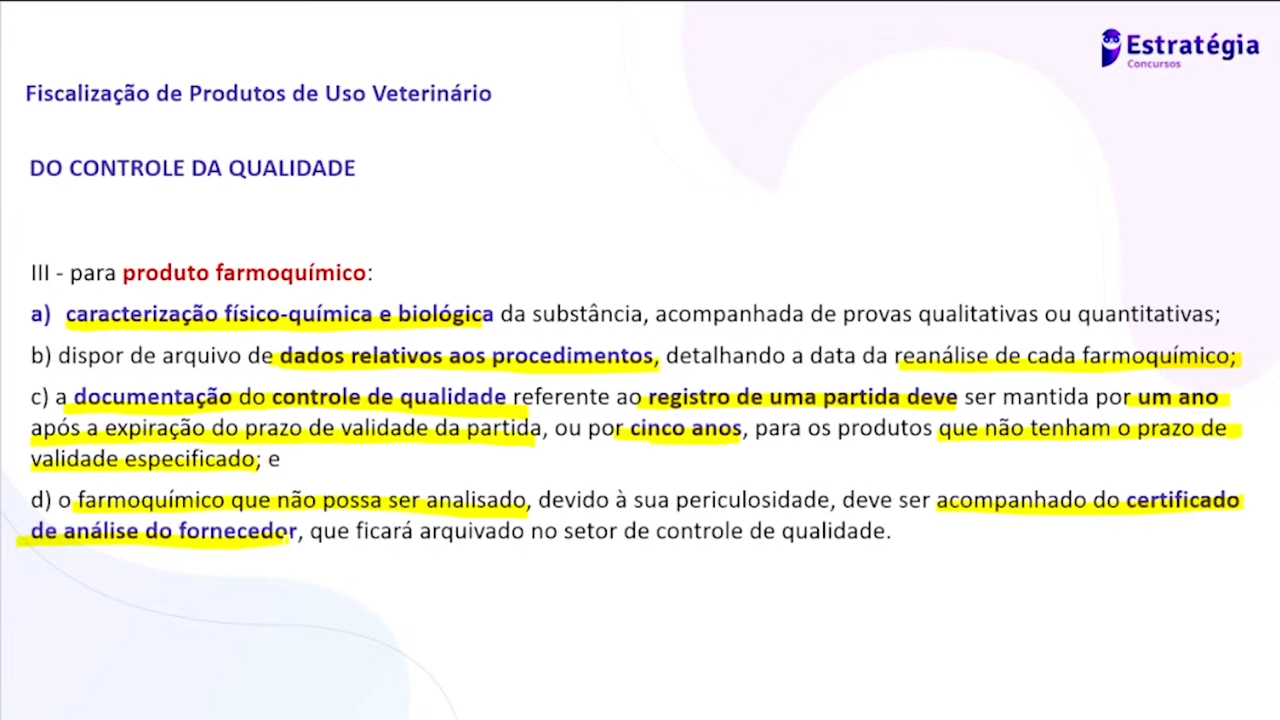 Estratégia
Concursos
Fiscalização de Produtos de Uso Veterinário
DO CONTROLE DA QUALIDADE
III - para produto farmoquímico:
a) caracterização físico-química e biológica da substância, acompanhada de provas qualitativas ou quantitativas;
b) dispor de arquivo de dados relativos aos procedimentos, detalhando a data da reanálise de cada farmoquímico;
c) a documentação do controle de qualidade referente ao registro de uma partida deve ser mantida por um ano
após a expiração do prazo de validade da partida, ou por cinco anos, para os produtos que não tenham o prazo de
validade especificado; e
d) o farmoquímico que não possa ser analisado, devido à sua periculosidade, deve ser acompanhado do certificado
de análise do fornecedor, que ficará arquivado no setor de controle de qualidade.